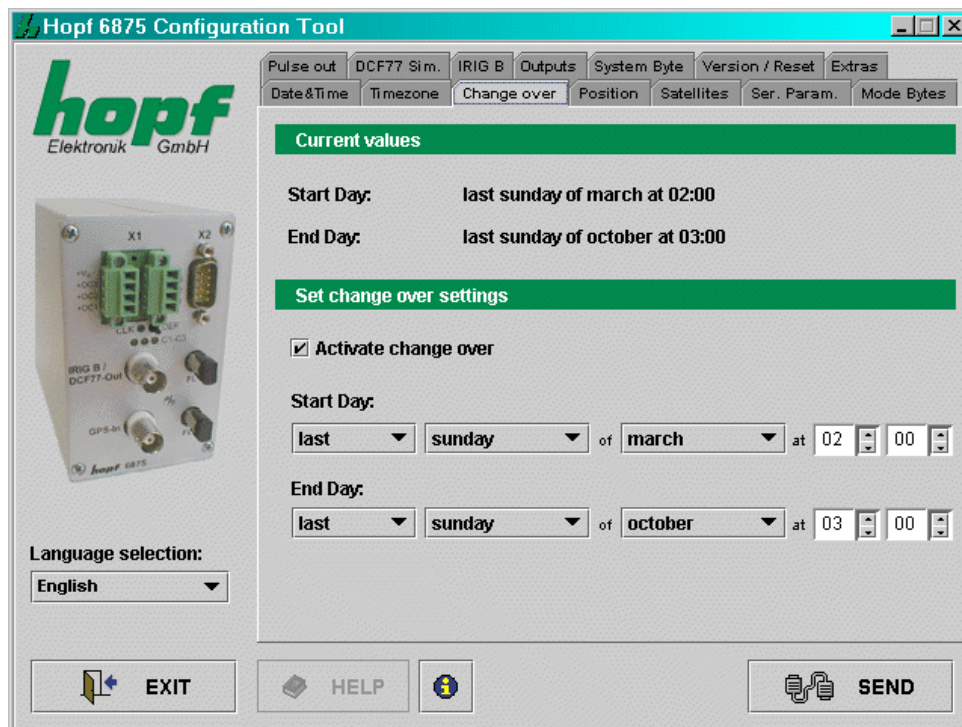 Hopf 6875 Configuration Tool
hopf
Elektronik GmbH
Pulse out DCF77 Sim. IRIG B Outputs System Byte Version / Reset Extras
Date&Time Timezone Change over Position Satellites Ser. Param. Mode Bytes
Current values
Start Day: last sunday of march at 02:00
End Day: last sunday of october at 03:00
Set change over settings
Activate change over
Start Day:
last sunday of march at 02 00
End Day:
last sunday of october at 03 00
X1 X2
CLK DEF
C1-C3
IRIG B /
DCF77-Out
GPS-In
hopf 6875
Language selection:
English
EXIT HELP SEND